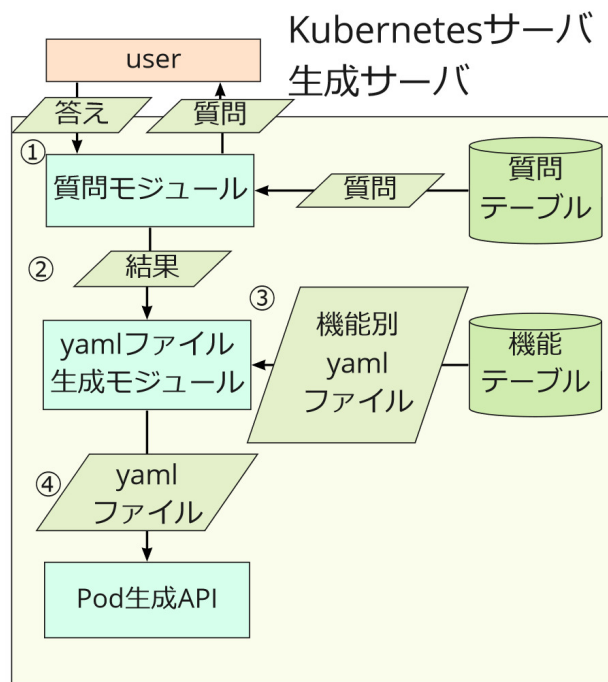 Kubernetesサーバ
生成サーバ
user
答え
質問
①
質問モジュール
質問
質問
テーブル
②
結果
③
yamlファイル
生成モジュール
機能別
yaml
ファイル
機能
テーブル
④
yaml
ファイル
Pod生成API